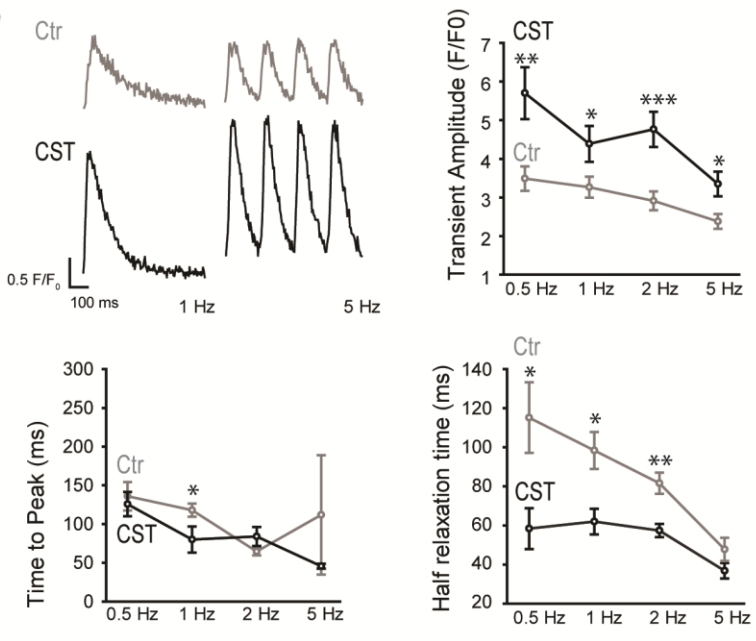 Ctr
CST
0.5 F/F₀
100 ms
1 Hz
5 Hz
Transient Amplitude (F/F0)
CST
Ctr
7
6
5
4
3
2
1
**
*
***
*
0.5 Hz 1 Hz 2 Hz 5 Hz
Time to Peak (ms)
300
250
200
150
100
50
0
Ctr
CST
*
0.5 Hz 1 Hz 2 Hz 5 Hz
Half relaxation time (ms)
Ctr
CST
140
120
100
80
60
40
20
*
*
**
0.5 Hz 1 Hz 2 Hz 5 Hz